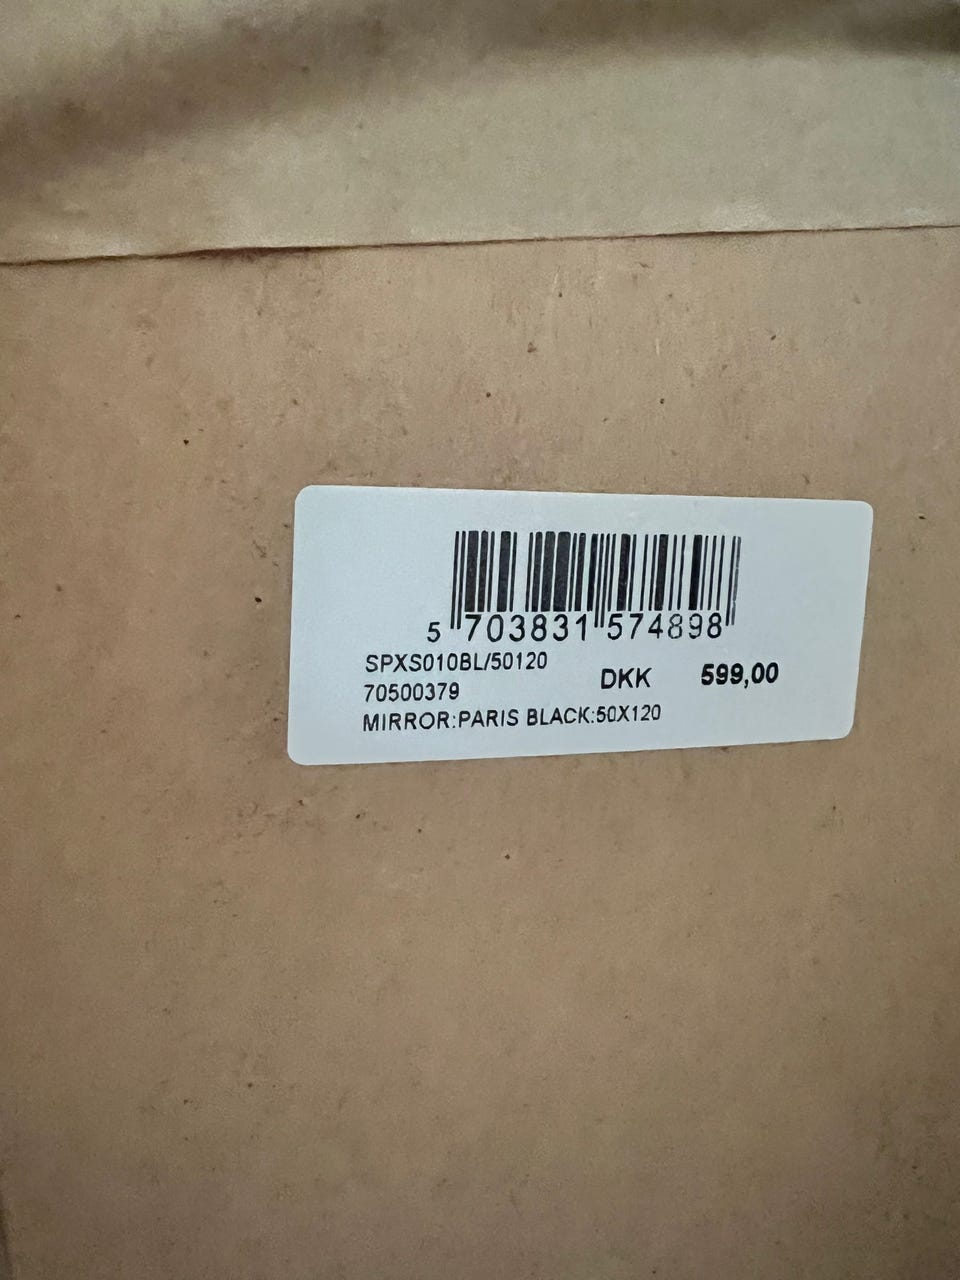 5 703831 574898
SPXS010BL/50120
70500379
DKK 599,00
MIRROR:PARIS BLACK:50X120